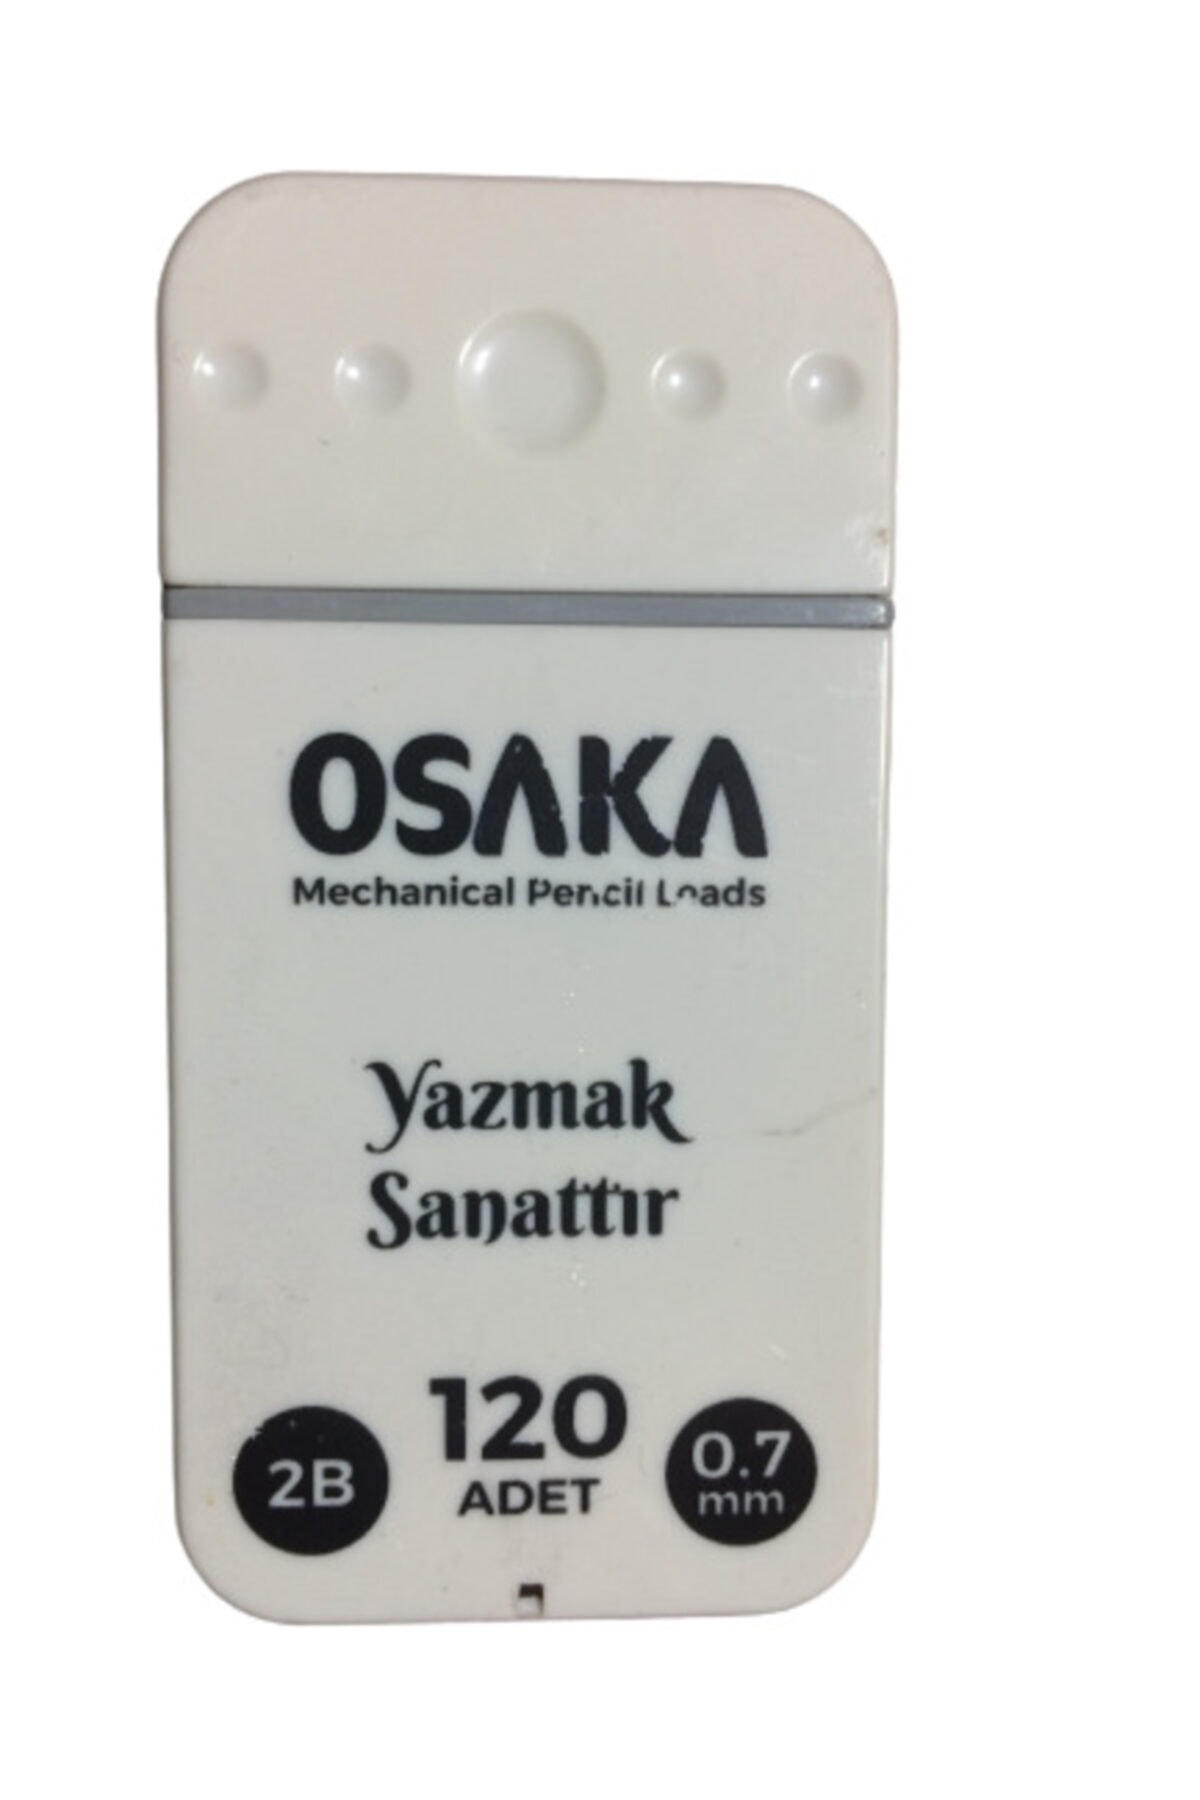 OSAKA
Mechanical Pencil Leads
Yazmak
Sanattır
120
ADET
2B
0.7
mm